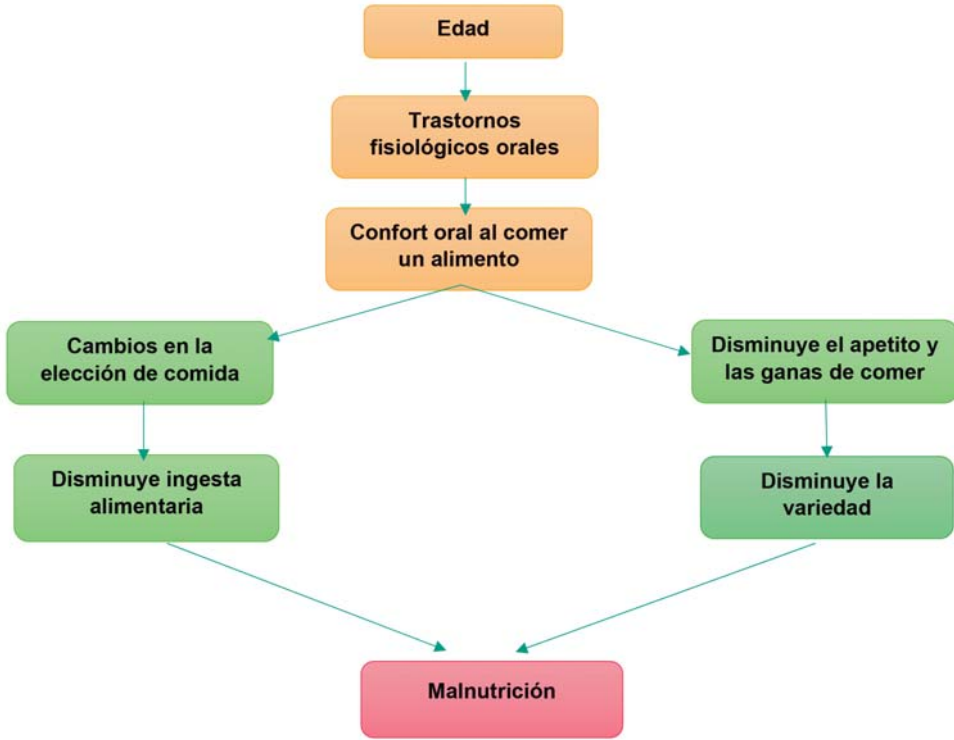 Edad
Trastornos
fisiológicos orales
Confort oral al comer
un alimento
Cambios en la
elección de comida
Disminuye el apetito y
las ganas de comer
Disminuye ingesta
alimentaria
Disminuye la
variedad
Malnutrición